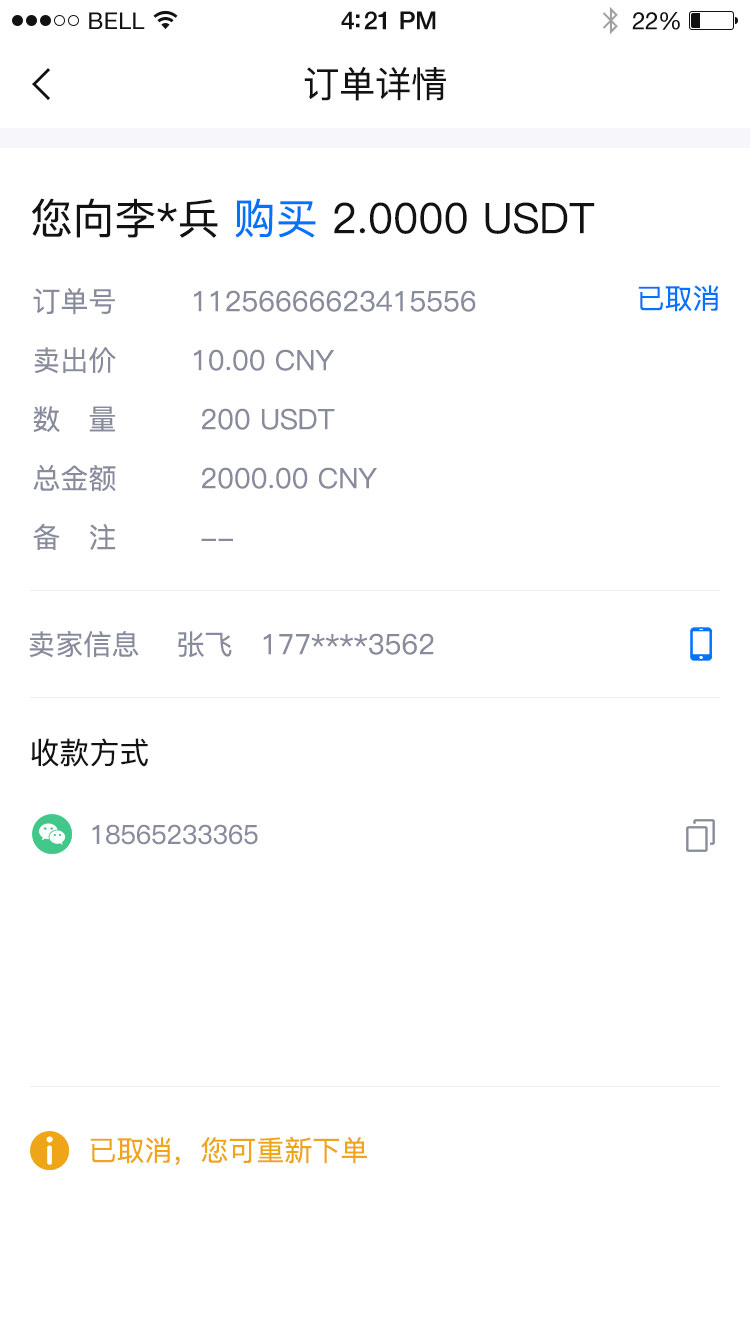 BELL 4:21 PM 22%
订单详情
您向李*兵 购买 2.0000 USDT
订单号 11256666623415556 已取消
卖出价 10.00 CNY
数 量 200 USDT
总金额 2000.00 CNY
备 注 --
卖家信息 张飞 177****3562
收款方式
18565233365
已取消，您可重新下单